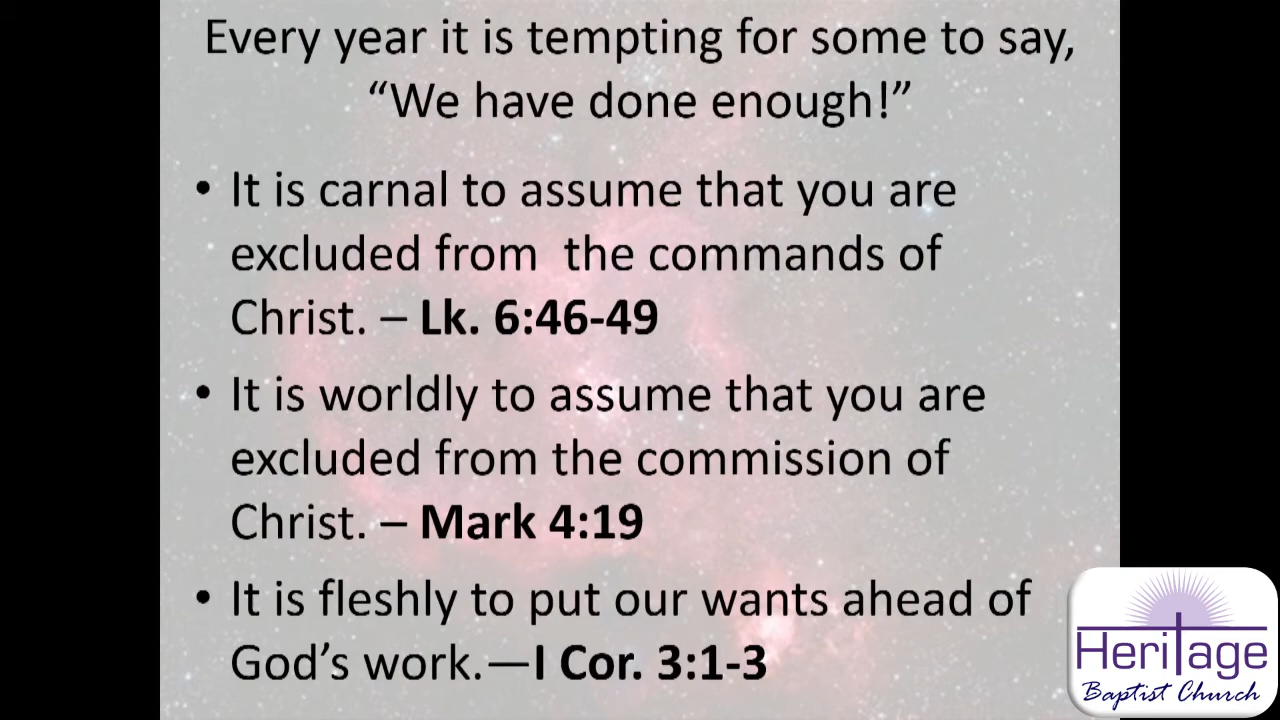 Every year it is tempting for some to say,
“We have done enough!”
• It is carnal to assume that you are
excluded from  the commands of
Christ. – Lk. 6:46-49
• It is worldly to assume that you are
excluded from the commission of
Christ. – Mark 4:19
• It is fleshly to put our wants ahead of
God’s work.—I Cor. 3:1-3
Heritage
Baptist Church